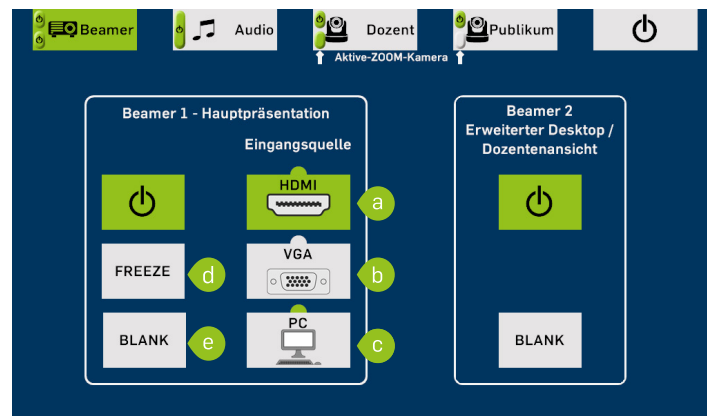 Beamer
Audio
Dozent
Publikum
Aktive-ZOOM-Kamera
Beamer 1 - Hauptpräsentation
Eingangsquelle
HDMI
a
FREEZE
d
VGA
b
BLANK
e
PC
c
Beamer 2
Erweiterter Desktop /
Dozentenansicht
BLANK